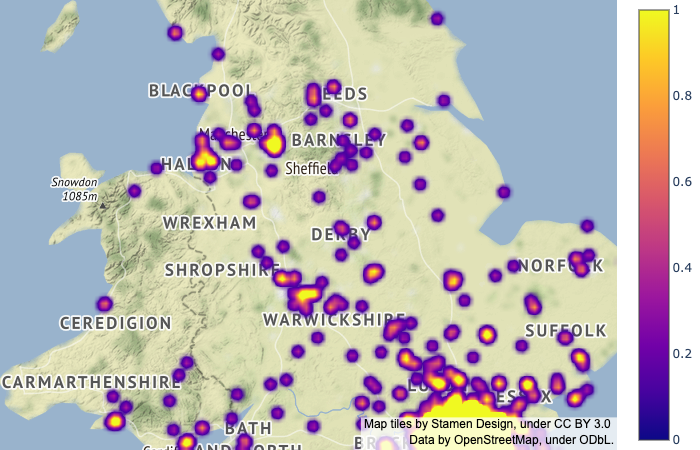 BLACKPOOL
LEEDS
Manchester
BARNSLEY
HALTON
Sheffield
Snowdon
1085m
WREXHAM
DERBY
SHROPSHIRE
NORFOLK
CEREDIGION
WARWICKSHIRE
SUFFOLK
CARMARTHENSHIRE
ESSEX
BATH
Map tiles by Stamen Design, under CC BY 3.0
Data by OpenStreetMap, under ODbL.
1
0.8
0.6
0.4
0.2
0